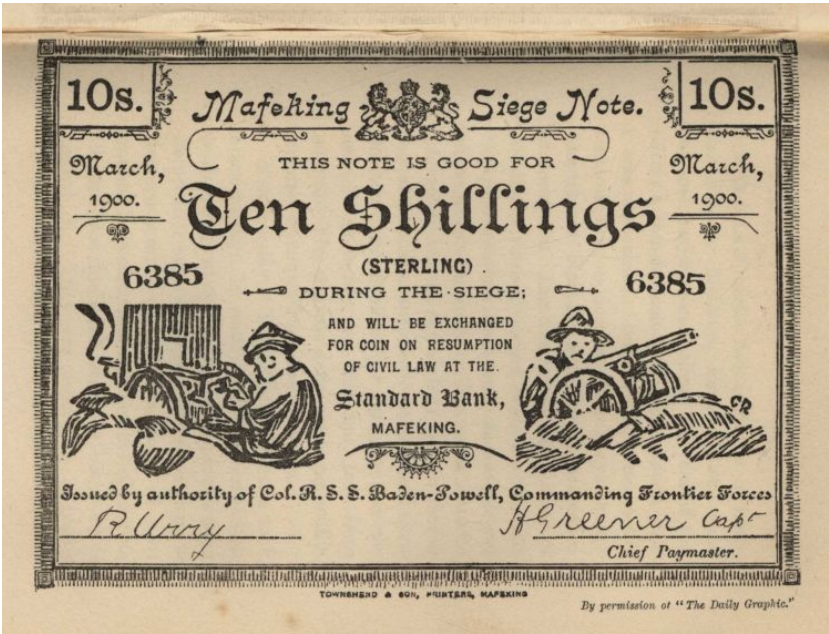 10s.
Mafeking Siege Note.
10s.
March,
1900.
THIS NOTE IS GOOD FOR
March,
1900.
Ten Shillings
(STERLING).
6385
DURING THE SIEGE;
6385
AND WILL BE EXCHANGED
FOR COIN ON RESUMPTION
OF CIVIL LAW AT THE.
Standard Bank,
MAFEKING.
Issued by authority of Col. R. S. S. Baden-Powell, Commanding Frontier Forces
R Urry
H Greener Capt
Chief Paymaster.
TOWNSHEND & SON, PRINTERS, MAFEKING
By permission of "The Daily Graphic."